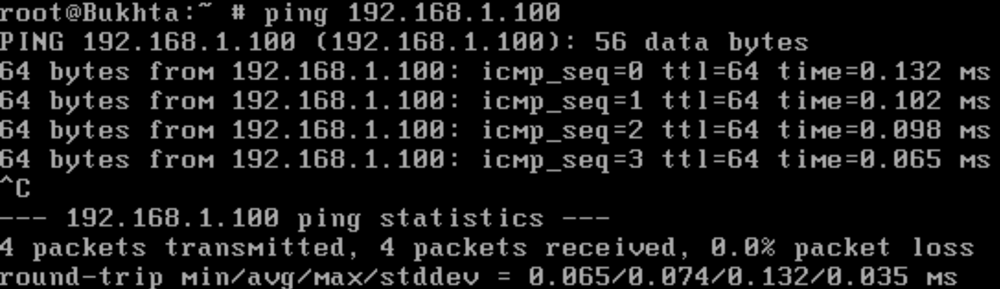 root@Bukhta:~ # ping 192.168.1.100
PING 192.168.1.100 (192.168.1.100): 56 data bytes
64 bytes from 192.168.1.100: icmp_seq=0 ttl=64 time=0.132 ms
64 bytes from 192.168.1.100: icmp_seq=1 ttl=64 time=0.102 ms
64 bytes from 192.168.1.100: icmp_seq=2 ttl=64 time=0.098 ms
64 bytes from 192.168.1.100: icmp_seq=3 ttl=64 time=0.065 ms
^C
--- 192.168.1.100 ping statistics ---
4 packets transmitted, 4 packets received, 0.0% packet loss
round-trip min/avg/max/stddev = 0.065/0.074/0.132/0.035 ms